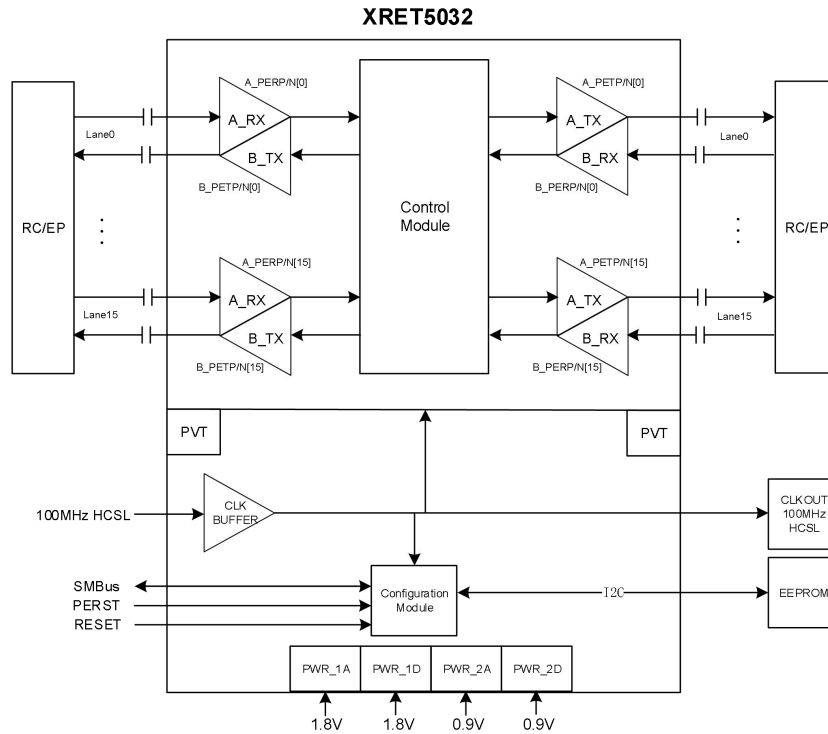 XRET5032
A_PERP/N[0]
A_PETP/N[0]
A_RX
A_TX
Lane0
Lane0
B_TX
B_RX
B_PETP/N[0]
B_PERP/N[0]
RC/EP
Control
Module
RC/EP
A_PERP/N[15]
A_PETP/N[15]
A_RX
A_TX
Lane15
Lane15
B_TX
B_RX
B_PETP/N[15]
B_PERP/N[15]
PVT
PVT
100MHz HCSL
CLK
BUFFER
CLKOUT
100MHz
HCSL
SMBus
PERST
RESET
Configuration
Module
I2C
EEPROM
PWR_1A
PWR_1D
PWR_2A
PWR_2D
1.8V
1.8V
0.9V
0.9V